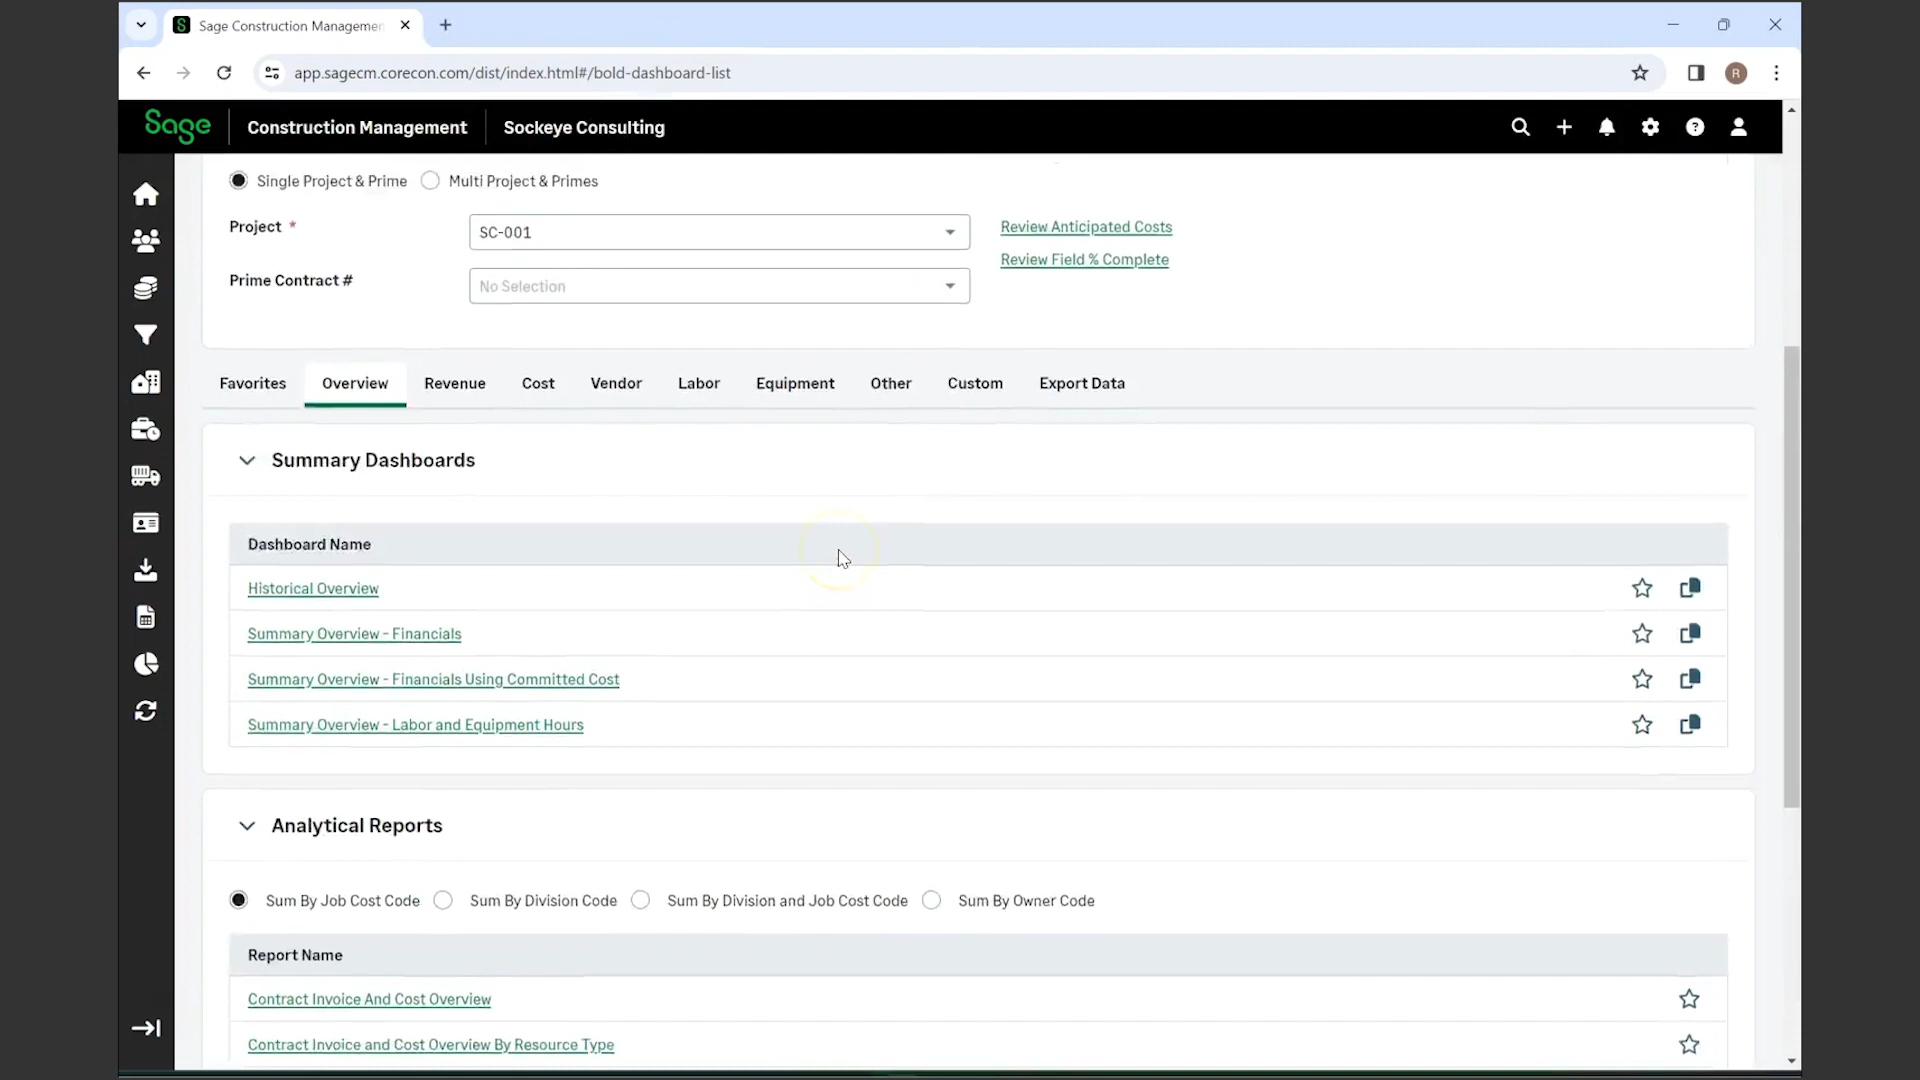 Sage Construction Managemen
app.sagecm.corecon.com/dist/index.html#/bold-dashboard-list
R
Sage Construction Management Sockeye Consulting
Single Project & Prime Multi Project & Primes
Project * SC-001 Review Anticipated Costs
Review Field % Complete
Prime Contract # No Selection
Favorites Overview Revenue Cost Vendor Labor Equipment Other Custom Export Data
Summary Dashboards
Dashboard Name
Historical Overview
Summary Overview - Financials
Summary Overview - Financials Using Committed Cost
Summary Overview - Labor and Equipment Hours
Analytical Reports
Sum By Job Cost Code Sum By Division Code Sum By Division and Job Cost Code Sum By Owner Code
Report Name
Contract Invoice And Cost Overview
Contract Invoice and Cost Overview By Resource Type